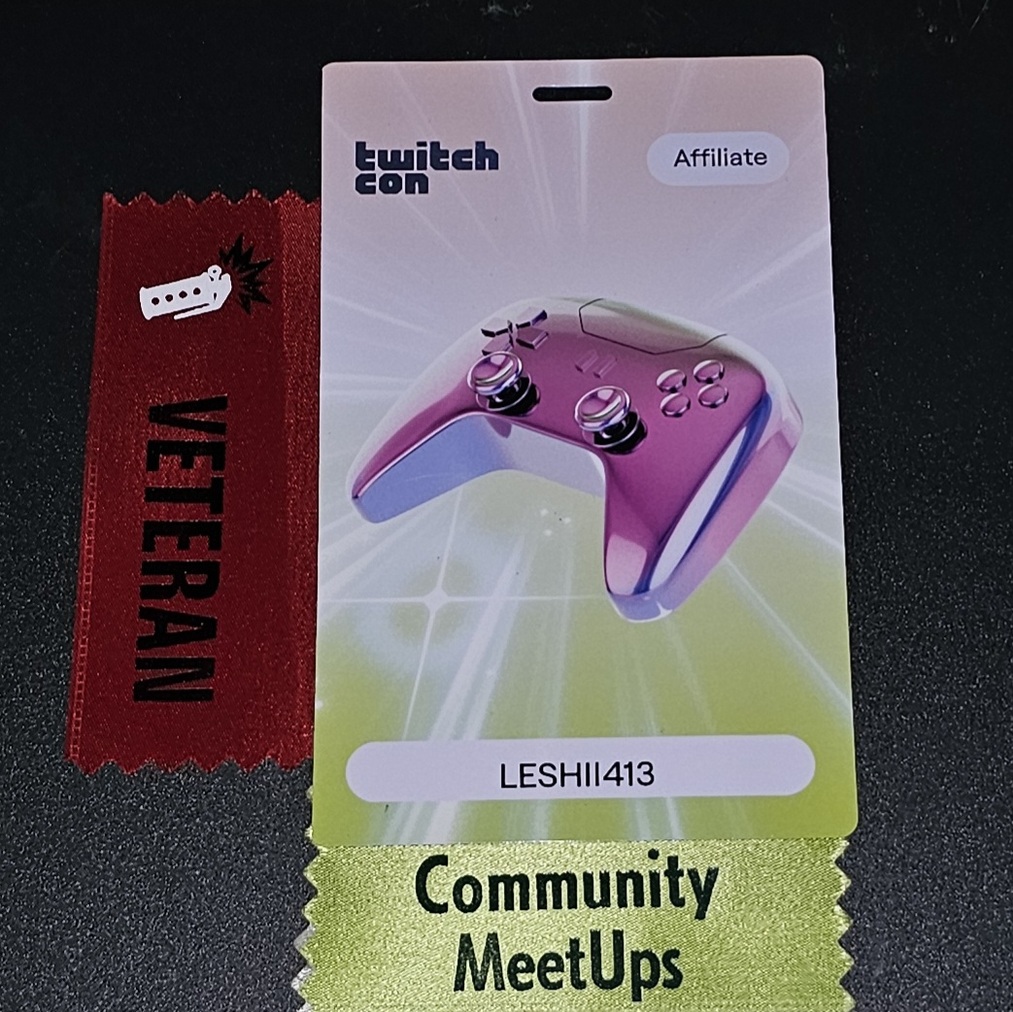 twitch
con
Affiliate
VETERAN
LESHII413
Community
MeetUps